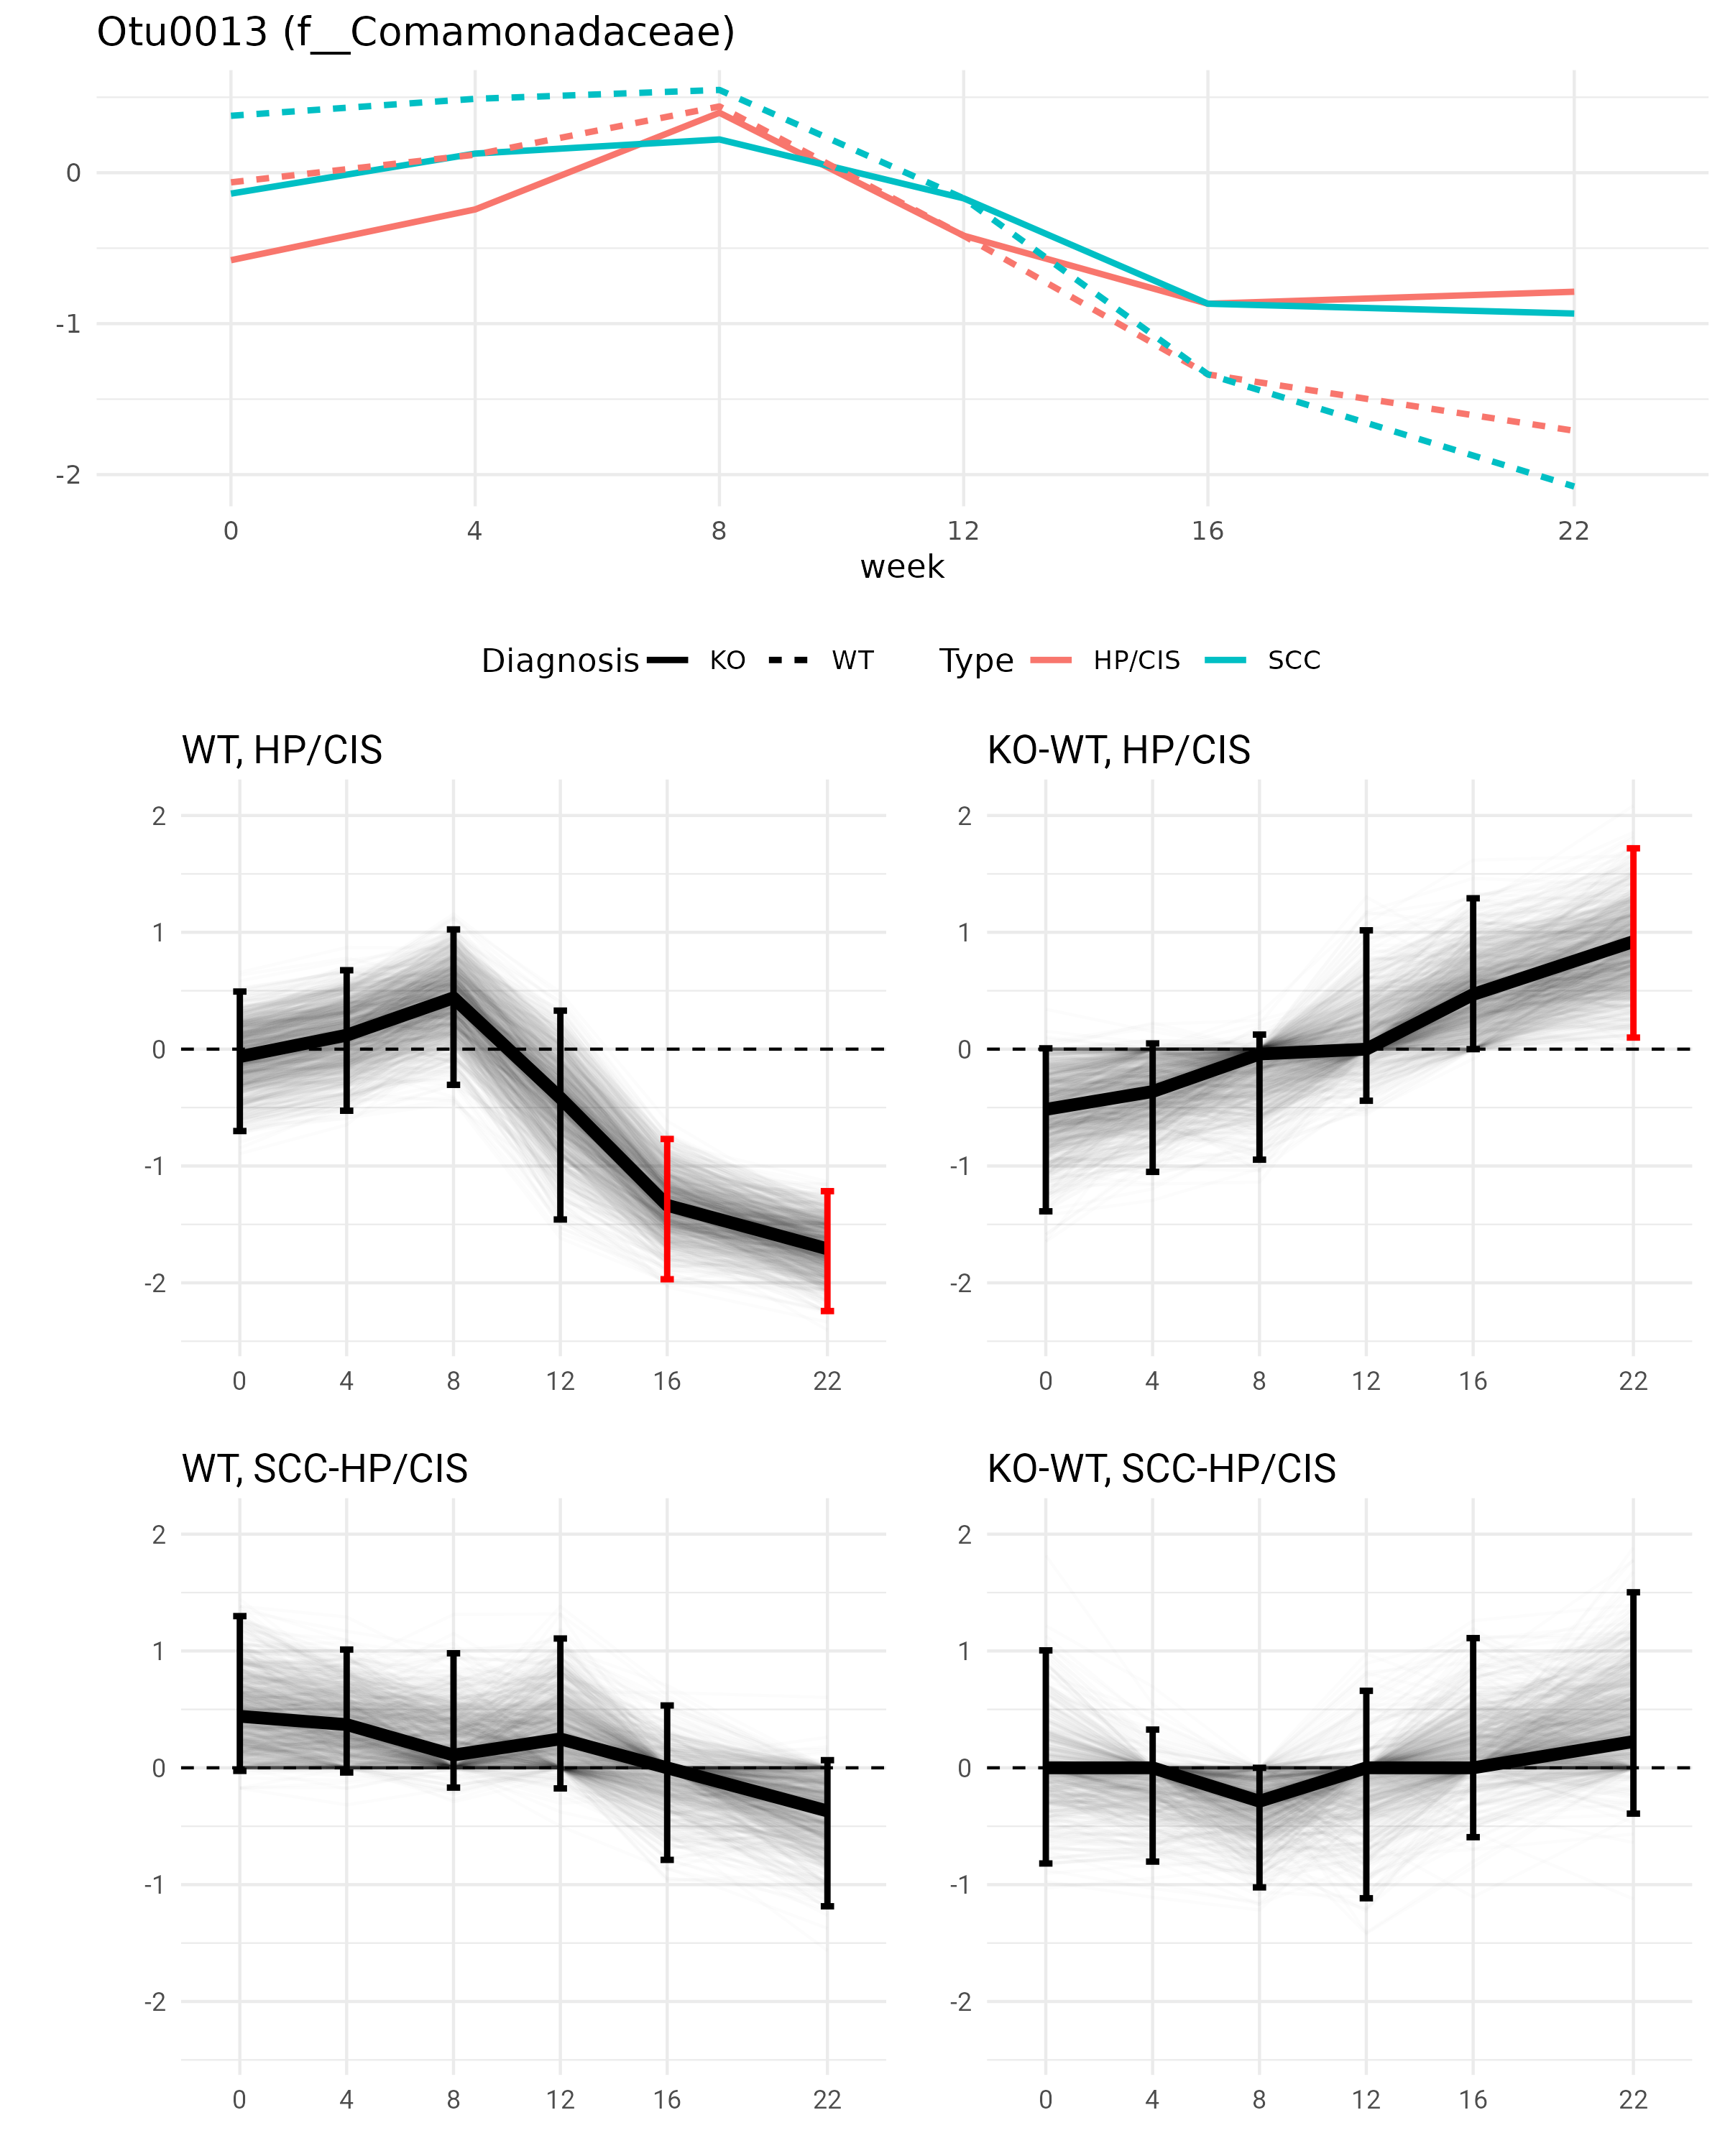 Otu0013 (f__Comamonadaceae)
0
-1
-2
0 4 8 12 16 22
week
Diagnosis KO WT Type HP/CIS SCC
WT, HP/CIS
2
1
0
-1
-2
0 4 8 12 16 22
KO-WT, HP/CIS
2
1
0
-1
-2
0 4 8 12 16 22
WT, SCC-HP/CIS
2
1
0
-1
-2
0 4 8 12 16 22
KO-WT, SCC-HP/CIS
2
1
0
-1
-2
0 4 8 12 16 22